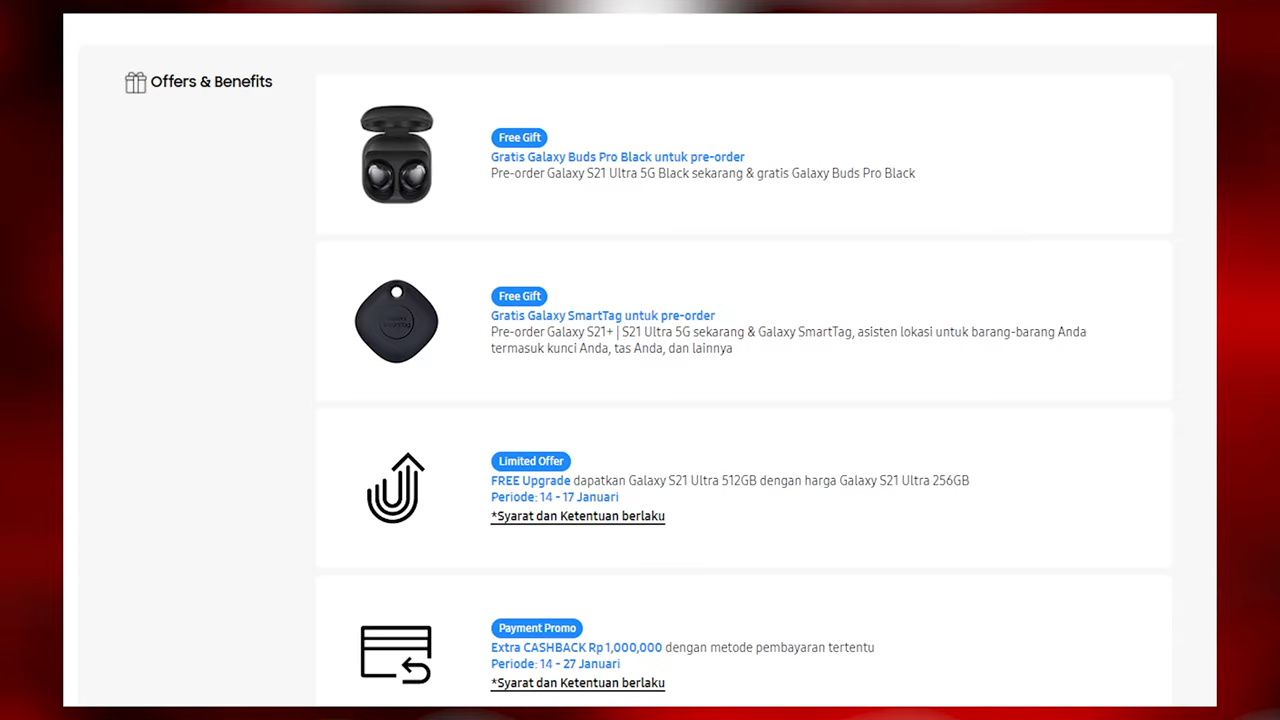 Offers & Benefits
Free Gift
Gratis Galaxy Buds Pro Black untuk pre-order
Pre-order Galaxy S21 Ultra 5G Black sekarang & gratis Galaxy Buds Pro Black
Free Gift
Gratis Galaxy SmartTag untuk pre-order
Pre-order Galaxy S21+ | S21 Ultra 5G sekarang & Galaxy SmartTag, asisten lokasi untuk barang-barang Anda
termasuk kunci Anda, tas Anda, dan lainnya
Limited Offer
FREE Upgrade dapatkan Galaxy S21 Ultra 512GB dengan harga Galaxy S21 Ultra 256GB
Periode: 14 - 17 Januari
*Syarat dan Ketentuan berlaku
Payment Promo
Extra CASHBACK Rp 1,000,000 dengan metode pembayaran tertentu
Periode: 14 - 27 Januari
*Syarat dan Ketentuan berlaku